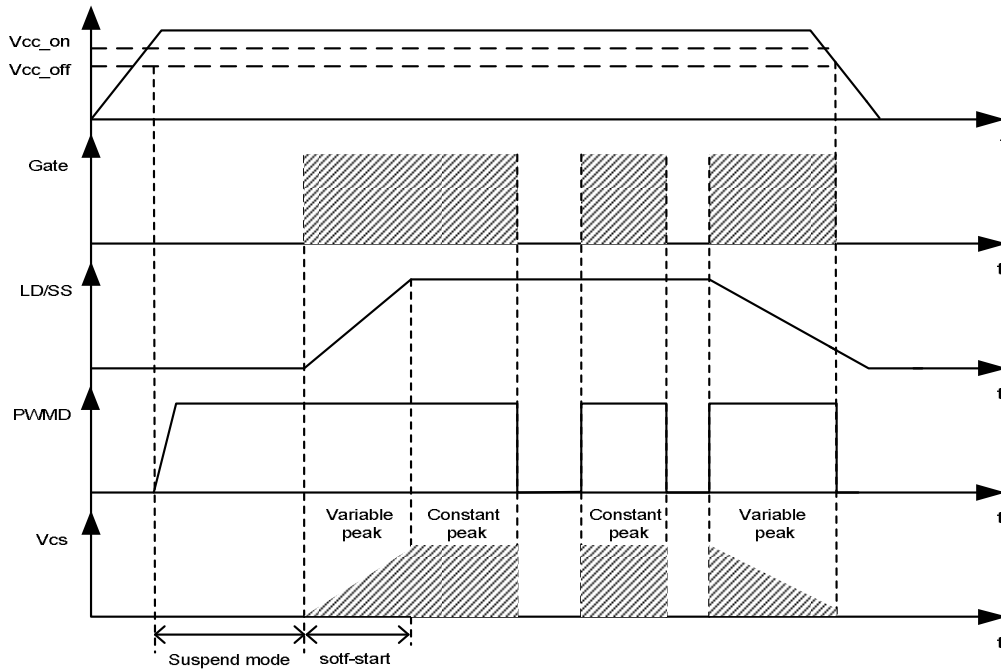 Vcc_on
Vcc_off
Gate
t
LD/SS
t
PWMD
t
Variable peak
Constant peak
Constant peak
Variable peak
Vcs
t
Suspend mode
sotf-start